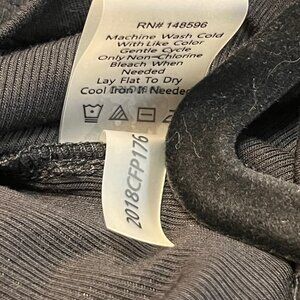 RN# 148596
Machine Wash Cold
With Like Color
Gentle Cycle
Only Non-Chlorine
Bleach When
Needed
Lay Flat To Dry
Cool Iron If Needed
2018CFP176